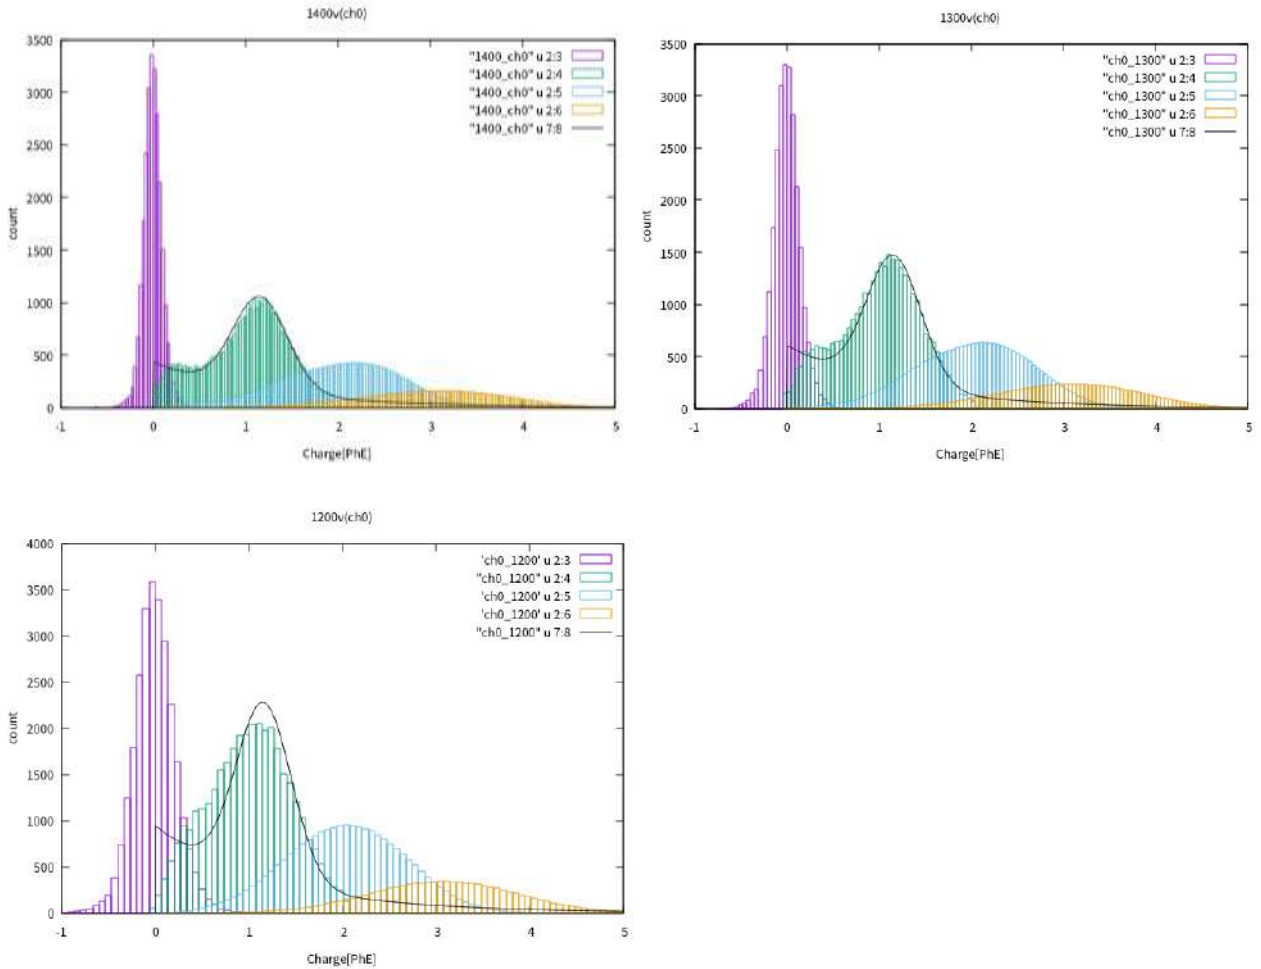 1400v(ch0)
3500
3000
2500
2000
1500
1000
500
0
count
"1400_ch0" u 2:3
"1400_ch0" u 2:4
"1400_ch0" u 2:5
"1400_ch0" u 2:6
"1400_ch0" u 7:8
-1 0 1 2 3 4 5
Charge[PhE]
1300v(ch0)
3500
3000
2500
2000
1500
1000
500
0
count
"ch0_1300" u 2:3
"ch0_1300" u 2:4
"ch0_1300" u 2:5
"ch0_1300" u 2:6
"ch0_1300" u 7:8
-1 0 1 2 3 4 5
Charge[PhE]
1200v(ch0)
4000
3500
3000
2500
2000
1500
1000
500
0
count
'ch0_1200' u 2:3
"ch0_1200" u 2:4
'ch0_1200' u 2:5
'ch0_1200' u 2:6
"ch0_1200" u 7:8
-1 0 1 2 3 4 5
Charge[PhE]